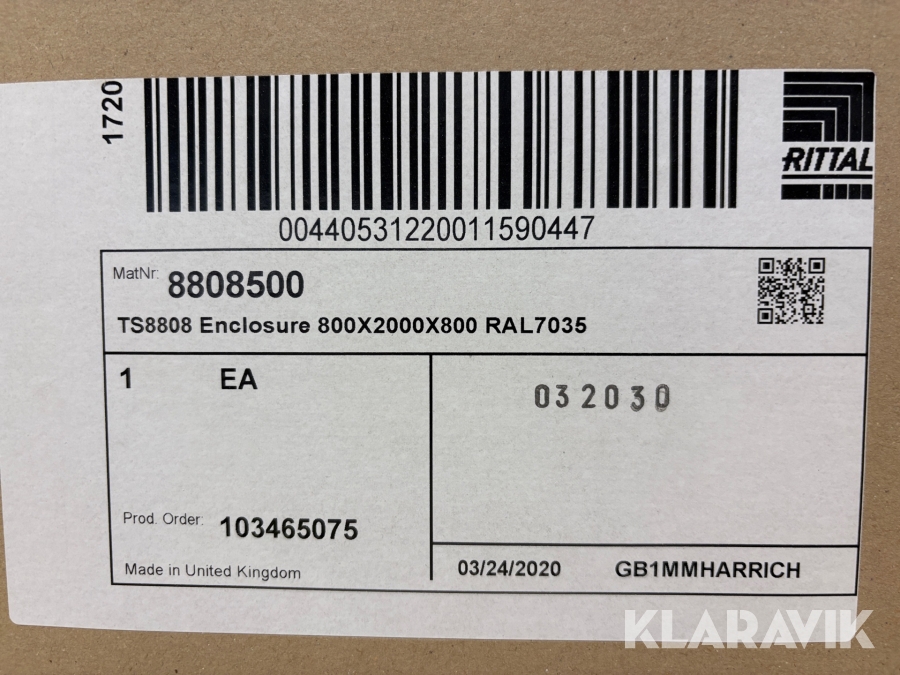 1720
RITTAL
00440531220011590447
MatNr: 8808500
TS8808 Enclosure 800X2000X800 RAL7035
1 EA
032030
Prod. Order: 103465075
Made in United Kingdom
03/24/2020 GB1MMHARRICH
KLARAVIK